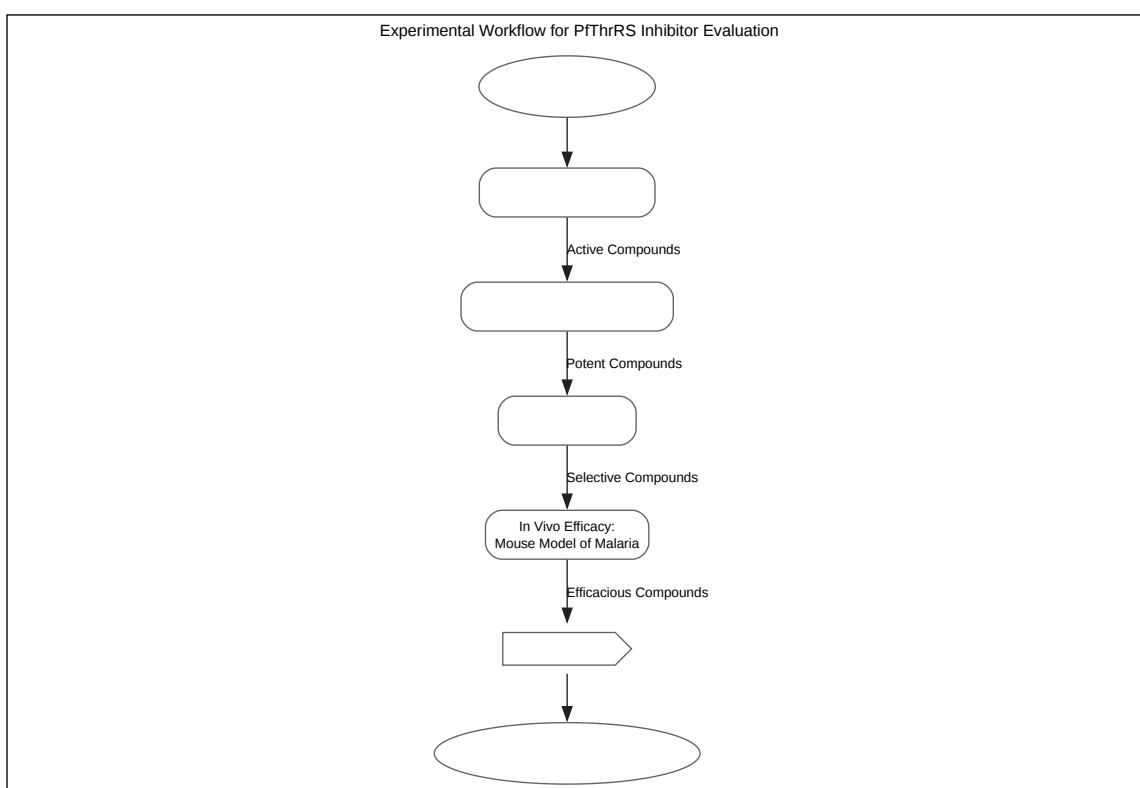 Experimental Workflow for PfThrRS Inhibitor Evaluation
Active Compounds
Potent Compounds
Selective Compounds
In Vivo Efficacy:
Mouse Model of Malaria
Efficacious Compounds